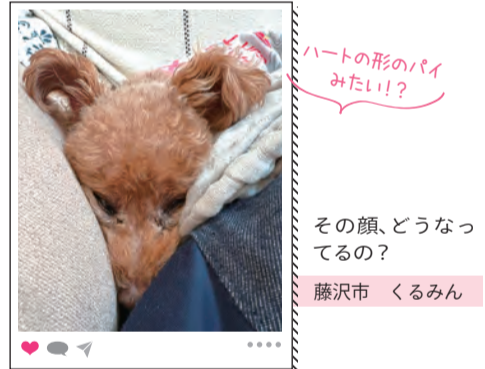 ハートの形のパイ
みたい!?
その顔、どうなっ
てるの?
藤沢市 くるみん